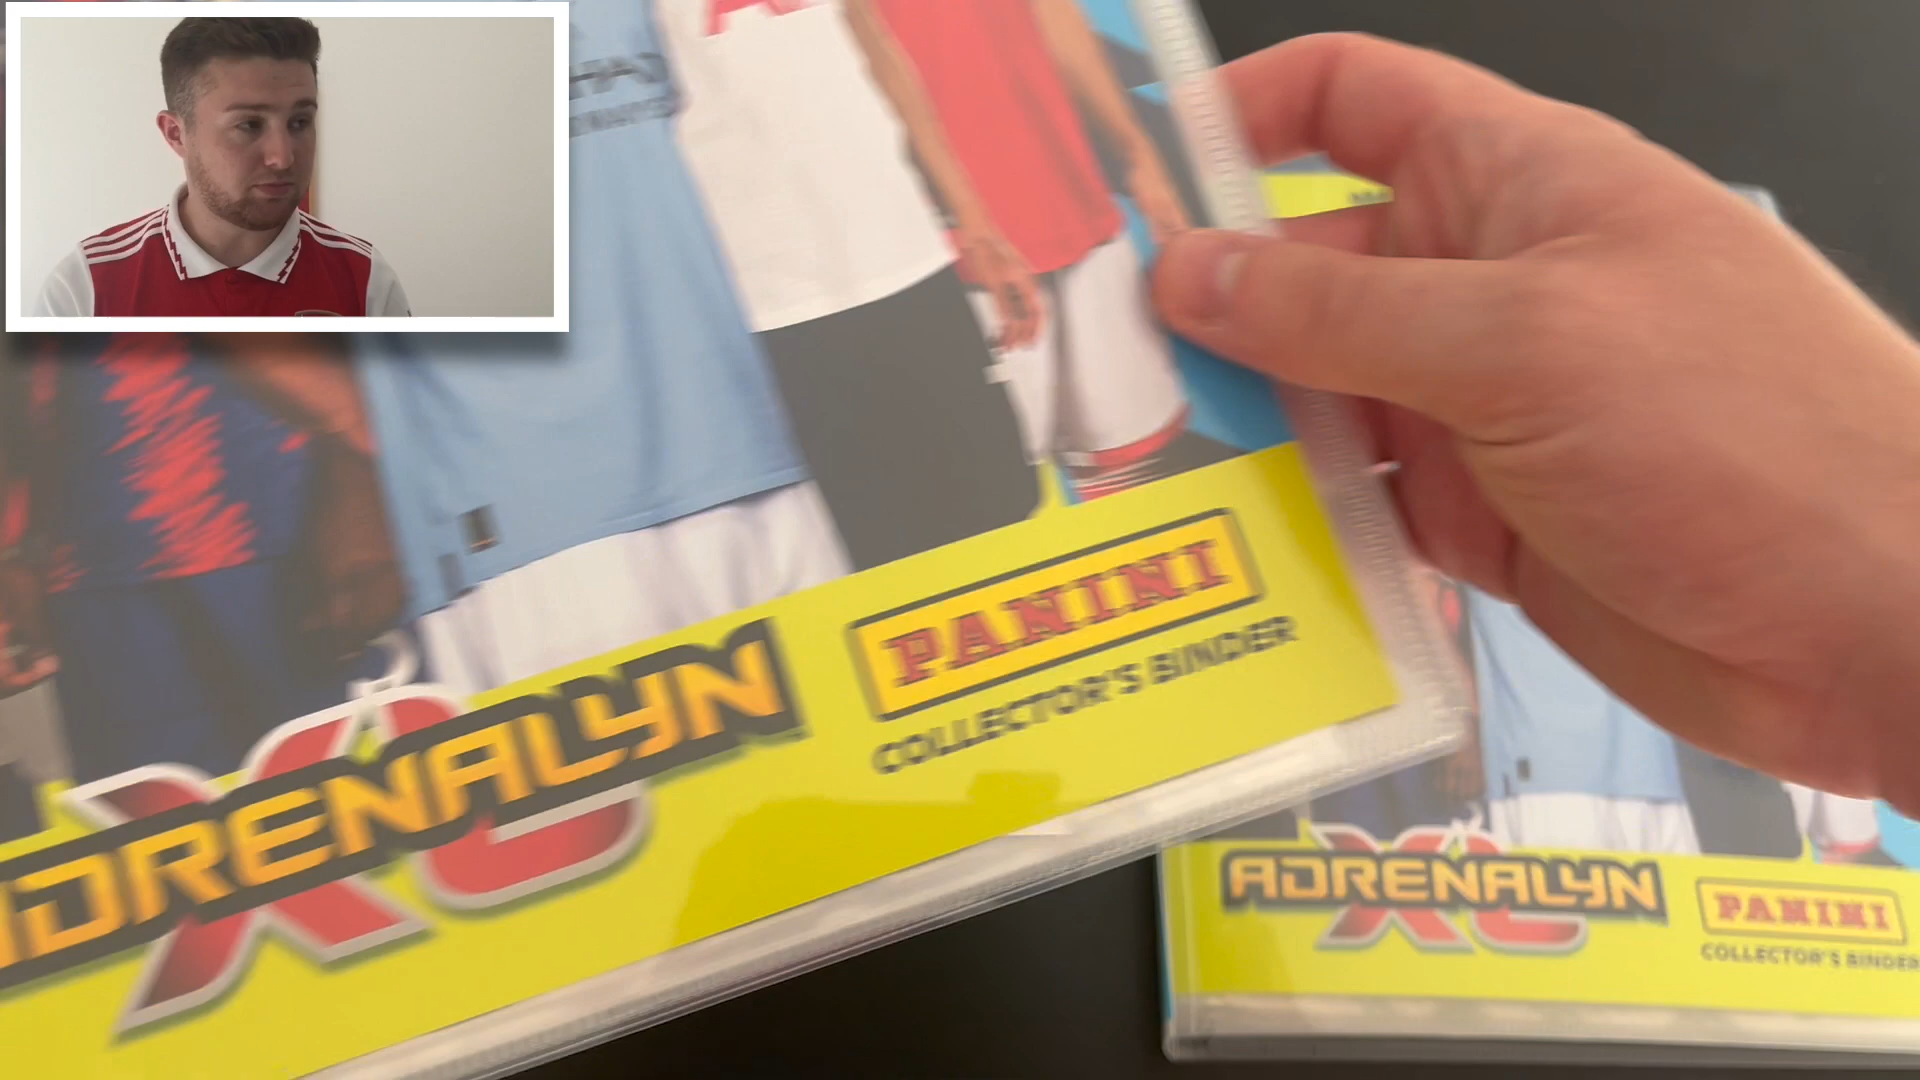 ADRENALYN
XL
PANINI
COLLECTOR'S BINDER
ADRENALYN
XL
PANINI
COLLECTOR'S BINDER